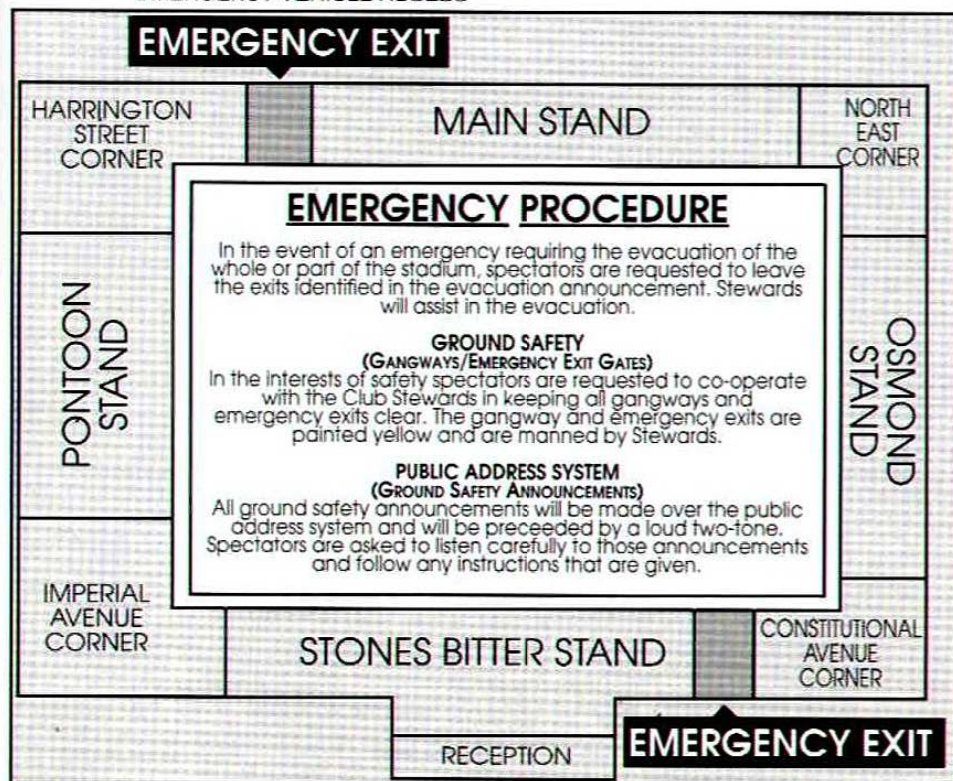 EMERGENCY VEHICLE ACCESS
EMERGENCY EXIT
HARRINGTON
STREET
CORNER
MAIN STAND
NORTH
EAST
CORNER
EMERGENCY PROCEDURE
In the event of an emergency requiring the evacuation of the
whole or part of the stadium, spectators are requested to leave
the exits identified in the evacuation announcement. Stewards
will assist in the evacuation.
GROUND SAFETY
(GANGWAYS/EMERGENCY EXIT GATES)
In the interests of safety spectators are requested to co-operate
with the Club Stewards in keeping all gangways and
emergency exits clear. The gangway and emergency exits are
painted yellow and are manned by Stewards.
PUBLIC ADDRESS SYSTEM
(GROUND SAFETY ANNOUNCEMENTS)
All ground safety announcements will be made over the public
address system and will be preceeded by a loud two-tone.
Spectators are asked to listen carefully to those announcements
and follow any instructions that are given.
PONTOON
STAND
OSMOND
STAND
IMPERIAL
AVENUE
CORNER
STONES BITTER STAND
CONSTITUTIONAL
AVENUE
CORNER
RECEPTION
EMERGENCY EXIT